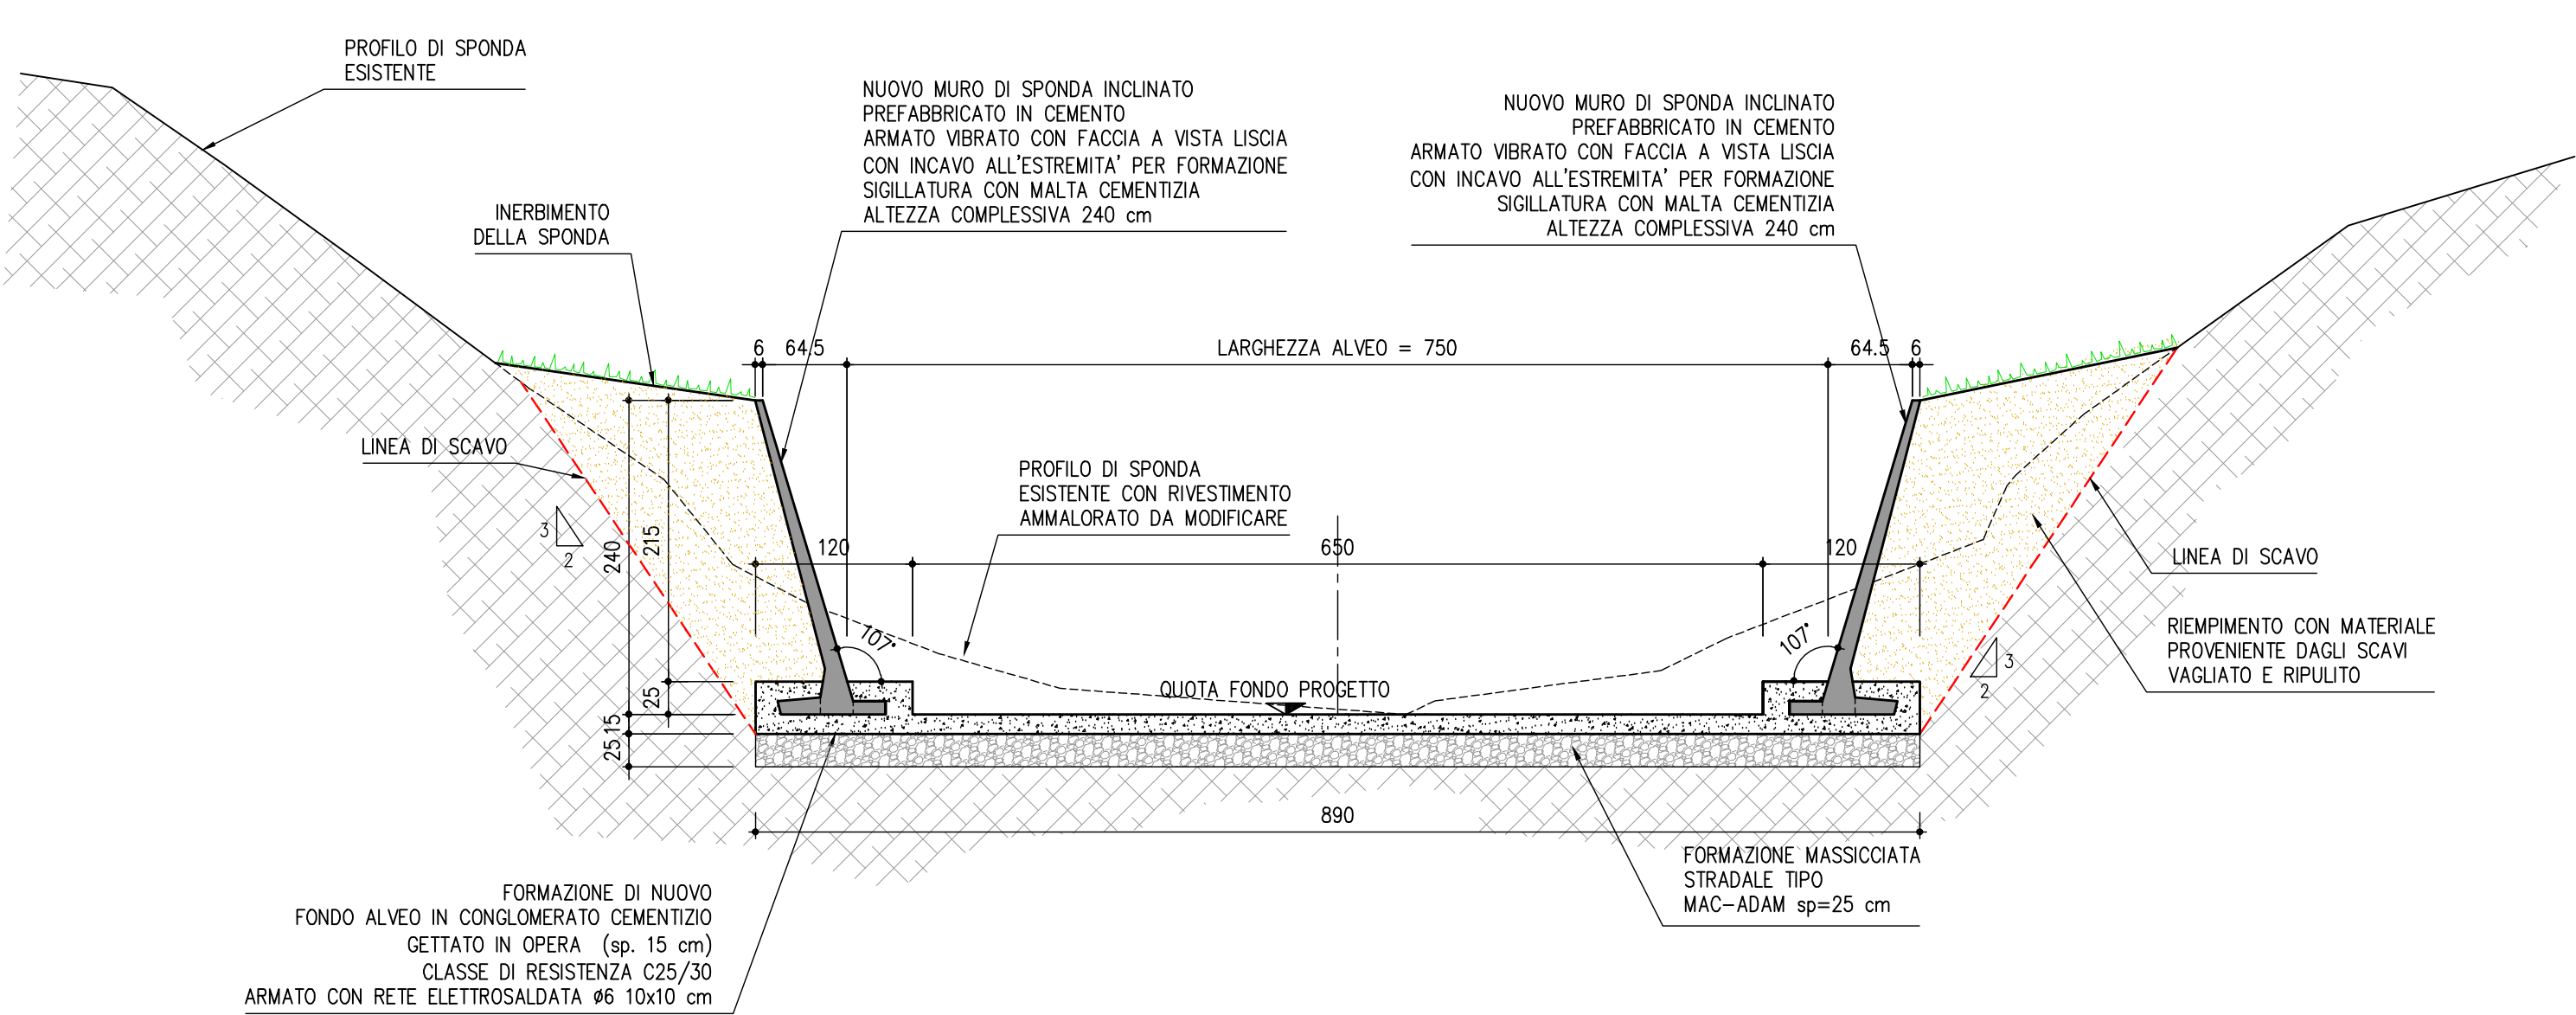 PROFILO DI SPONDA
ESISTENTE
NUOVO MURO DI SPONDA INCLINATO
PREFABBRICATO IN CEMENTO
ARMATO VIBRATO CON FACCIA A VISTA LISCIA
CON INCAVO ALL'ESTREMITA' PER FORMAZIONE
SIGILLATURA CON MALTA CEMENTIZIA
ALTEZZA COMPLESSIVA 240 cm
NUOVO MURO DI SPONDA INCLINATO
PREFABBRICATO IN CEMENTO
ARMATO VIBRATO CON FACCIA A VISTA LISCIA
CON INCAVO ALL'ESTREMITA' PER FORMAZIONE
SIGILLATURA CON MALTA CEMENTIZIA
ALTEZZA COMPLESSIVA 240 cm
INERBIMENTO
DELLA SPONDA
6 64.5 LARGHEZZA ALVEO = 750 64.5 6
LINEA DI SCAVO
PROFILO DI SPONDA
ESISTENTE CON RIVESTIMENTO
AMMALORATO DA MODIFICARE
3
2
240
215
120 650 120
LINEA DI SCAVO
107°
107°
RIEMPIMENTO CON MATERIALE
PROVENIENTE DAGLI SCAVI
VAGLIATO E RIPULITO
3
2
25
QUOTA FONDO PROGETTO
15
25
890
FORMAZIONE MASSICCIATA
STRADALE TIPO
MAC-ADAM sp=25 cm
FORMAZIONE DI NUOVO
FONDO ALVEO IN CONGLOMERATO CEMENTIZIO
GETTATO IN OPERA (sp. 15 cm)
CLASSE DI RESISTENZA C25/30
ARMATO CON RETE ELETTROSALDATA ø6 10x10 cm